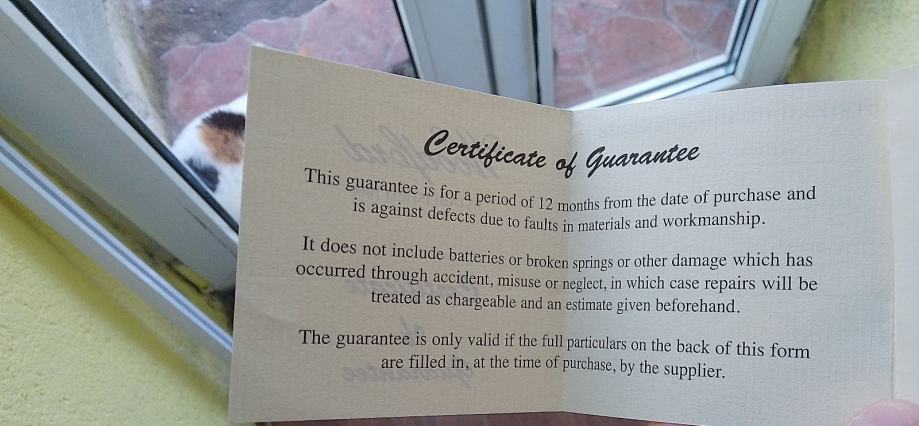 Certificate of Guarantee
This guarantee is for a period of 12 months from the date of purchase and
is against defects due to faults in materials and workmanship.
It does not include batteries or broken springs or other damage which has
occurred through accident, misuse or neglect, in which case repairs will be
treated as chargeable and an estimate given beforehand.
The guarantee is only valid if the full particulars on the back of this form
are filled in, at the time of purchase, by the supplier.